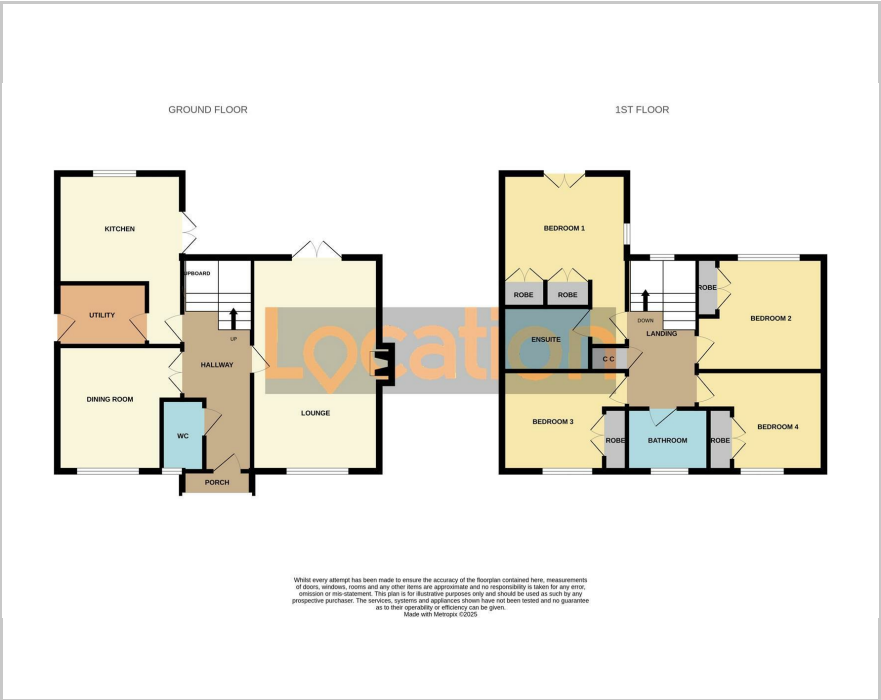 GROUND FLOOR
1ST FLOOR
KITCHEN
UPBOARD
UTILITY
UP
HALLWAY
DINING ROOM
LOUNGE
WC
PORCH
BEDROOM 1
ROBE
ROBE
ROBE
BEDROOM 2
DOWN
LANDING
ENSUITE
C C
BEDROOM 3
ROBE
BATHROOM
ROBE
BEDROOM 4
Location
Whilst every attempt has been made to ensure the accuracy of the floorplan contained here, measurements
of doors, windows, rooms and any other items are approximate and no responsibility is taken for any error,
omission or mis-statement. This plan is for illustrative purposes only and should be used as such by any
prospective purchaser. The services, systems and appliances shown have not been tested and no guarantee
as to their operability or efficiency can be given.
Made with Metropix ©2025